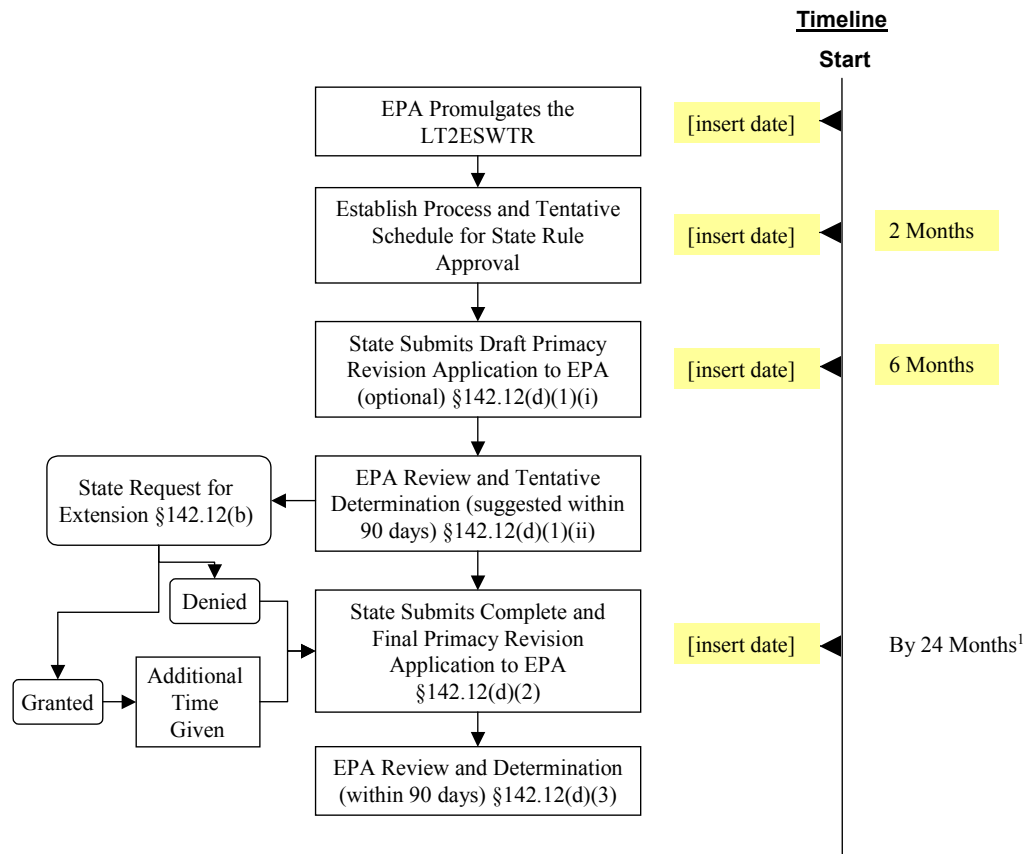 Timeline
Start
EPA Promulgates the
LT2ESWTR
[insert date]
Establish Process and Tentative
Schedule for State Rule
Approval
[insert date]
2 Months
State Submits Draft Primacy
Revision Application to EPA
(optional) §142.12(d)(1)(i)
[insert date]
6 Months
EPA Review and Tentative
Determination (suggested within
90 days) §142.12(d)(1)(ii)
State Request for
Extension §142.12(b)
Denied
Granted
Additional
Time
Given
State Submits Complete and
Final Primacy Revision
Application to EPA
§142.12(d)(2)
[insert date]
By 24 Months¹
EPA Review and Determination
(within 90 days) §142.12(d)(3)